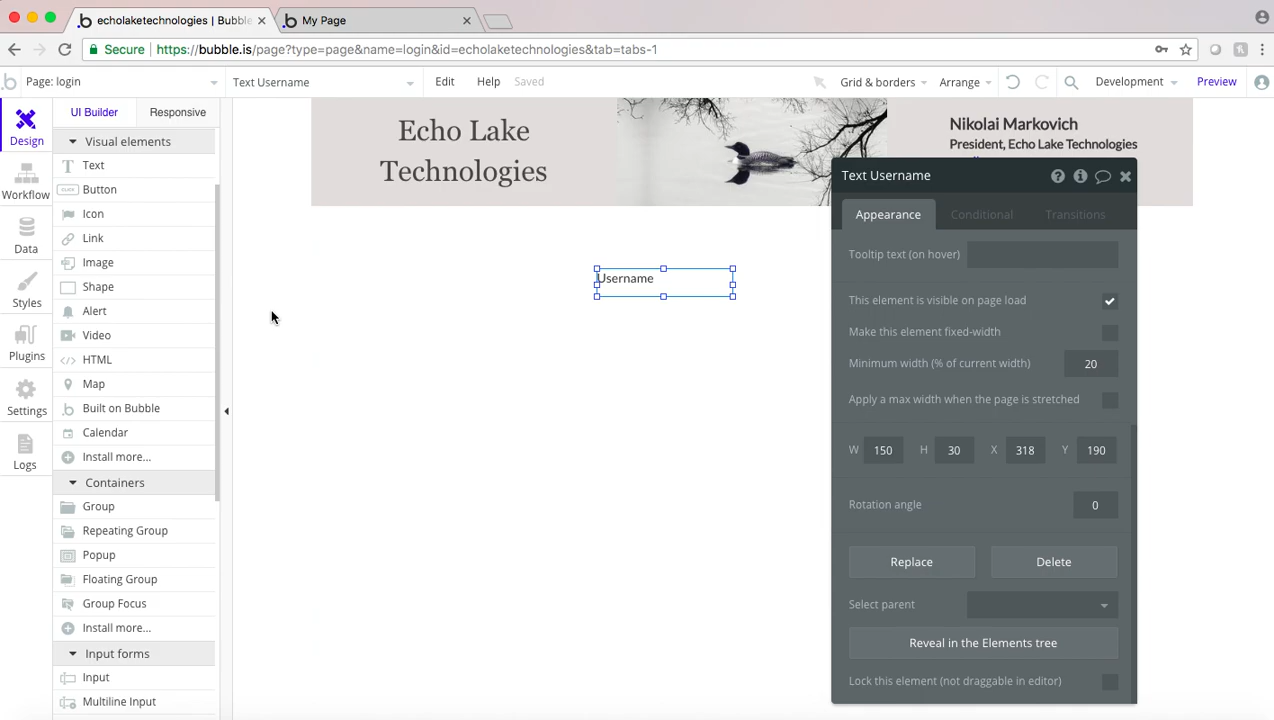 echolaketechnologies | Bubble
My Page
Secure
https://bubble.is/page?type=page&name=login&id=echolaketechnologies&tab=tabs-1
Page: login
Text Username
Edit
Help
Saved
Grid & borders
Arrange
Development
Preview
Design
Workflow
Data
Styles
Plugins
Settings
Logs
UI Builder
Responsive
Visual elements
Text
CLICK
Button
Icon
Link
Image
Shape
Alert
Video
HTML
Map
Built on Bubble
Calendar
Install more...
Containers
Group
Repeating Group
Popup
Floating Group
Group Focus
Install more...
Input forms
Input
Multiline Input
Echo Lake
Technologies
Nikolai Markovich
President, Echo Lake Technologies
Username
Text Username
Appearance
Conditional
Transitions
Tooltip text (on hover)
This element is visible on page load
Make this element fixed-width
Minimum width (% of current width)
20
Apply a max width when the page is stretched
W 150 H 30 X 318 Y 190
Rotation angle
0
Replace
Delete
Select parent
Reveal in the Elements tree
Lock this element (not draggable in editor)